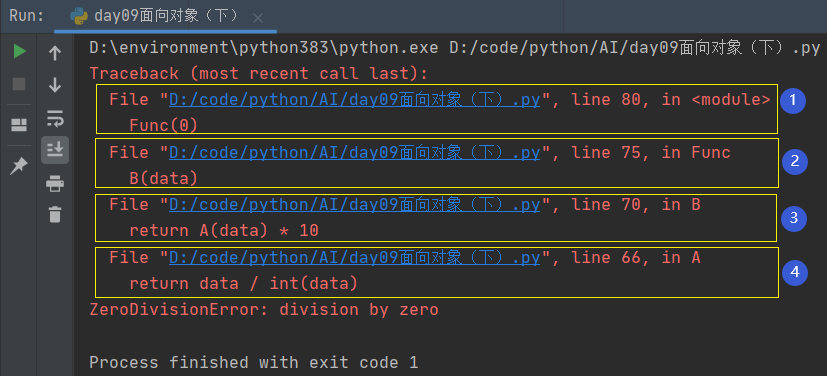 Run: day09面向对象（下）
D:\environment\python383\python.exe D:/code/python/AI/day09面向对象（下）.py
Traceback (most recent call last):
File "D:/code/python/AI/day09面向对象（下）.py", line 80, in <module> 1
Func(0)
File "D:/code/python/AI/day09面向对象（下）.py", line 75, in Func 2
B(data)
File "D:/code/python/AI/day09面向对象（下）.py", line 70, in B 3
return A(data) * 10
File "D:/code/python/AI/day09面向对象（下）.py", line 66, in A 4
return data / int(data)
ZeroDivisionError: division by zero
Process finished with exit code 1